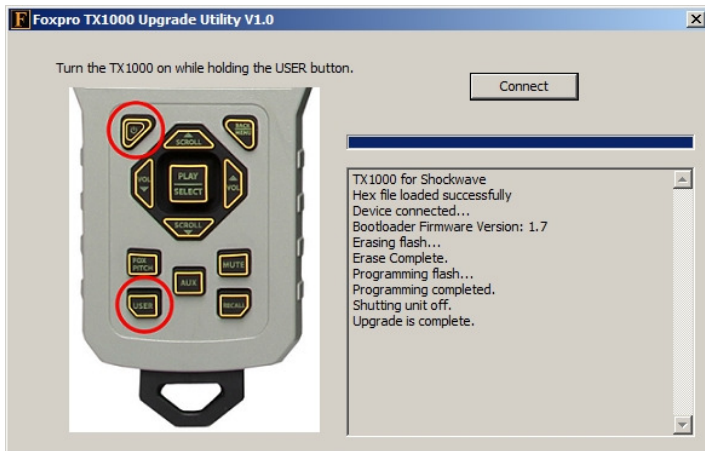 Foxpro TX1000 Upgrade Utility V1.0
Turn the TX1000 on while holding the USER button.
Connect
BACK
MENU
SCROLL
VOL
PLAY
SELECT
VOL
SCROLL
FOX
PITCH
MUTE
AUX
USER
RECALL
TX1000 for Shockwave
Hex file loaded successfully
Device connected...
Bootloader Firmware Version: 1.7
Erasing flash...
Erase Complete.
Programming flash...
Programming completed.
Shutting unit off.
Upgrade is complete.